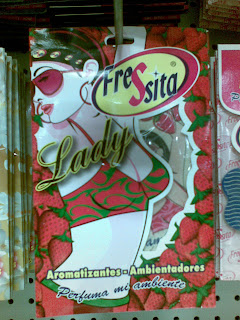 Fressita
Lady
Aromatizantes - Ambientadores
Perfuma mi ambiente